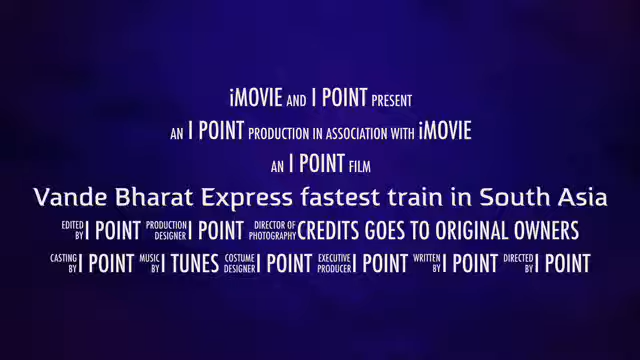 iMOVIE AND I POINT PRESENT
AN I POINT PRODUCTION IN ASSOCIATION WITH iMOVIE
AN I POINT FILM
Vande Bharat Express fastest train in South Asia
EDITED BY I POINT PRODUCTION DESIGNER I POINT DIRECTOR OF PHOTOGRAPHY CREDITS GOES TO ORIGINAL OWNERS
CASTING BY I POINT MUSIC BY I TUNES COSTUME DESIGNER I POINT EXECUTIVE PRODUCER I POINT WRITTEN BY I POINT DIRECTED BY I POINT